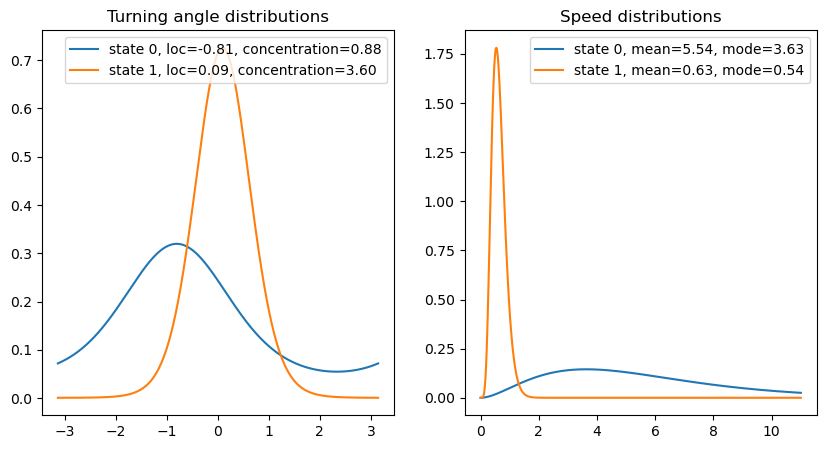 Turning angle distributions
state 0, loc=-0.81, concentration=0.88
state 1, loc=0.09, concentration=3.60
0.7
0.6
0.5
0.4
0.3
0.2
0.1
0.0
−3 −2 −1 0 1 2 3
Speed distributions
state 0, mean=5.54, mode=3.63
state 1, mean=0.63, mode=0.54
1.75
1.50
1.25
1.00
0.75
0.50
0.25
0.00
0 2 4 6 8 10